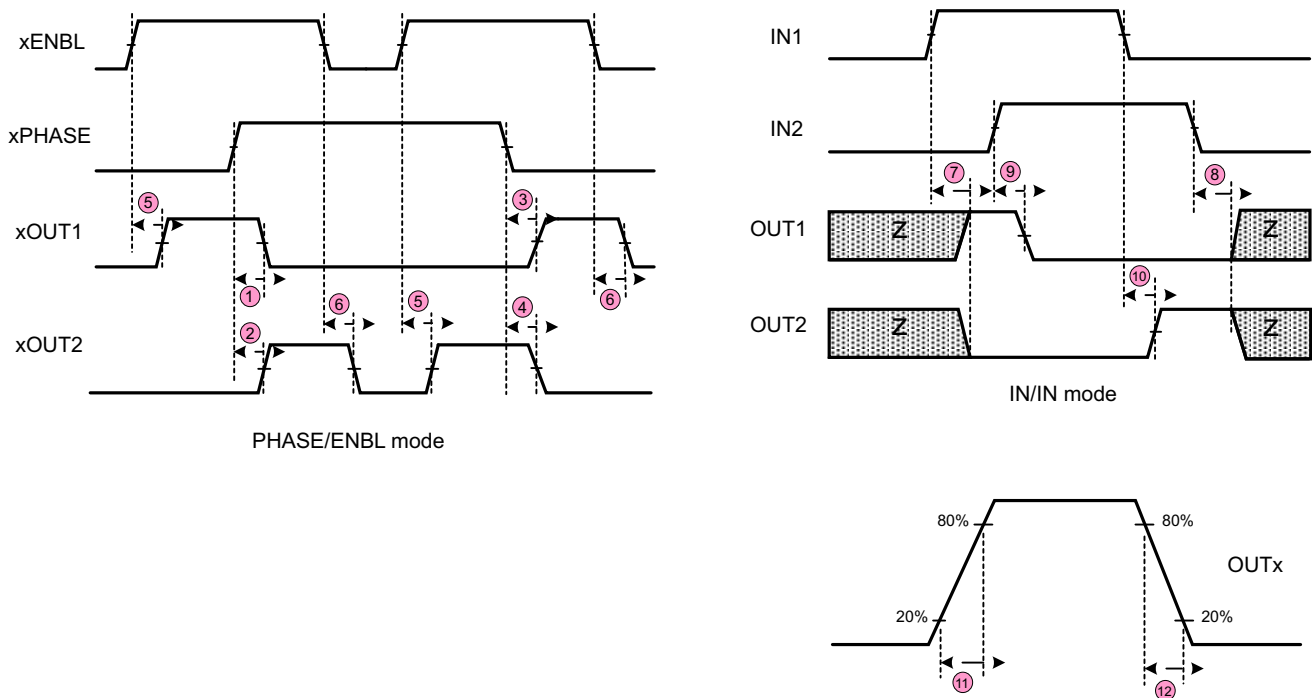 xENBL
xPHASE
5
3
xOUT1
1
6
6
5
4
2
xOUT2
PHASE/ENBL mode
IN1
IN2
7
9
8
OUT1
Z
Z
10
OUT2
Z
Z
IN/IN mode
80%
80%
OUTx
20%
20%
11
12